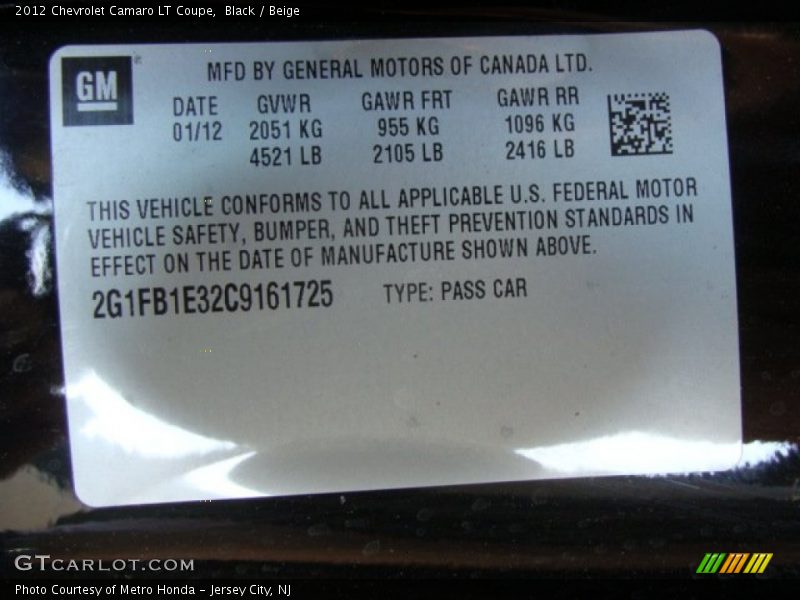 2012 Chevrolet Camaro LT Coupe, Black / Beige
GM
MFD BY GENERAL MOTORS OF CANADA LTD.
DATE GVWR GAWR FRT GAWR RR
01/12 2051 KG 955 KG 1096 KG
4521 LB 2105 LB 2416 LB
THIS VEHICLE CONFORMS TO ALL APPLICABLE U.S. FEDERAL MOTOR
VEHICLE SAFETY, BUMPER, AND THEFT PREVENTION STANDARDS IN
EFFECT ON THE DATE OF MANUFACTURE SHOWN ABOVE.
2G1FB1E32C9161725 TYPE: PASS CAR
GTCARLOT.COM
Photo Courtesy of Metro Honda – Jersey City, NJ